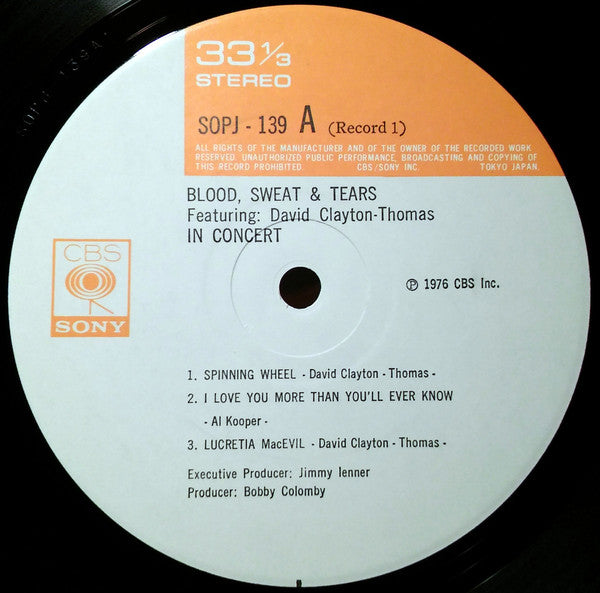 33⅓
STEREO
SOPJ - 139 A (Record 1)
ALL RIGHTS OF THE MANUFACTURER AND OF THE OWNER OF THE RECORDED WORK
RESERVED. UNAUTHORIZED PUBLIC PERFORMANCE, BROADCASTING AND COPYING OF
THIS RECORD PROHIBITED. CBS/SONY INC. TOKYO JAPAN.
BLOOD, SWEAT & TEARS
Featuring: David Clayton-Thomas
IN CONCERT
CBS
SONY
℗ 1976 CBS Inc.
1. SPINNING WHEEL - David Clayton - Thomas -
2. I LOVE YOU MORE THAN YOU'LL EVER KNOW
- Al Kooper -
3. LUCRETIA MacEVIL - David Clayton - Thomas -
Executive Producer: Jimmy Ienner
Producer: Bobby Colomby